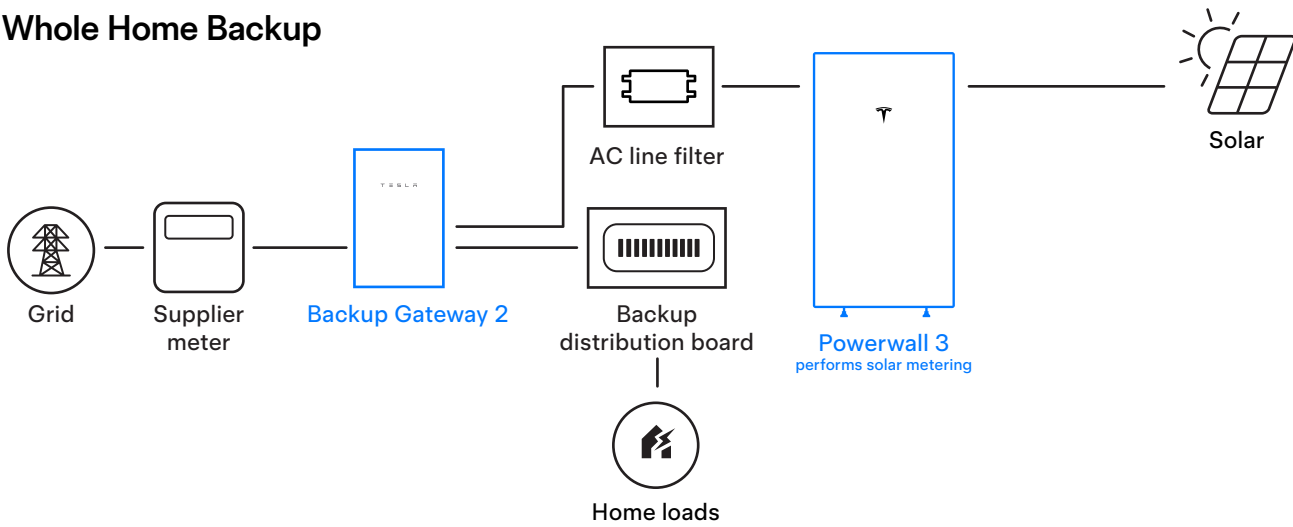 Whole Home Backup
AC line filter
Solar
TESLA
Grid
Supplier
meter
Backup Gateway 2
Backup
distribution board
Powerwall 3
performs solar metering
Home loads